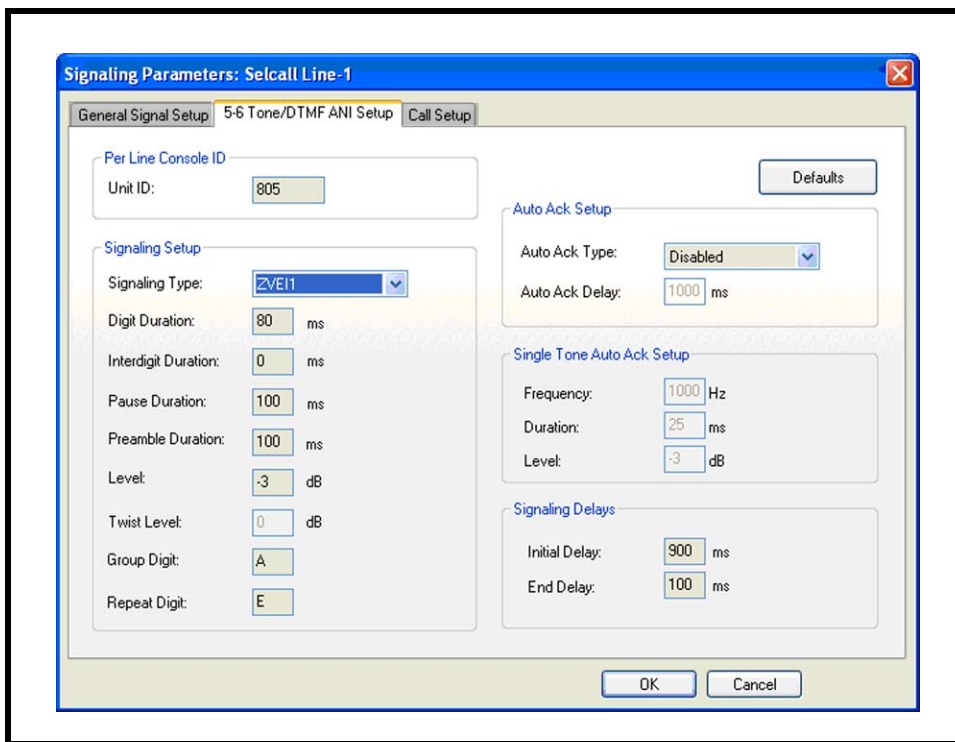 Signaling Parameters: Selcall Line-1
General Signal Setup 5-6 Tone/DTMF ANI Setup Call Setup
Per Line Console ID
Unit ID: 805
Defaults
Signaling Setup
Signaling Type: ZVEI1
Digit Duration: 80 ms
Interdigit Duration: 0 ms
Pause Duration: 100 ms
Preamble Duration: 100 ms
Level: -3 dB
Twist Level: 0 dB
Group Digit: A
Repeat Digit: E
Auto Ack Setup
Auto Ack Type: Disabled
Auto Ack Delay: 1000 ms
Single Tone Auto Ack Setup
Frequency: 1000 Hz
Duration: 25 ms
Level: -3 dB
Signaling Delays
Initial Delay: 900 ms
End Delay: 100 ms
OK Cancel